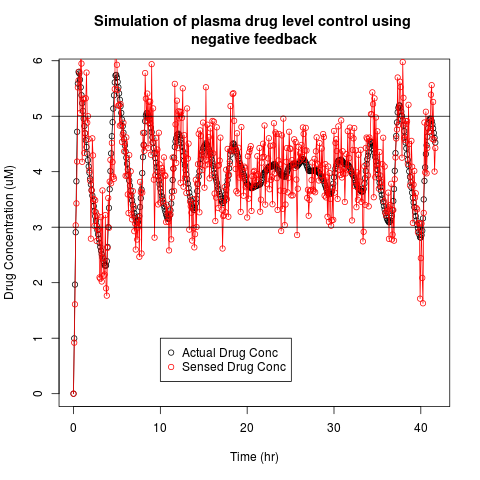 Simulation of plasma drug level control using
negative feedback
Drug Concentration (uM)
6
5
4
3
2
1
0
Actual Drug Conc
Sensed Drug Conc
0 10 20 30 40
Time (hr)